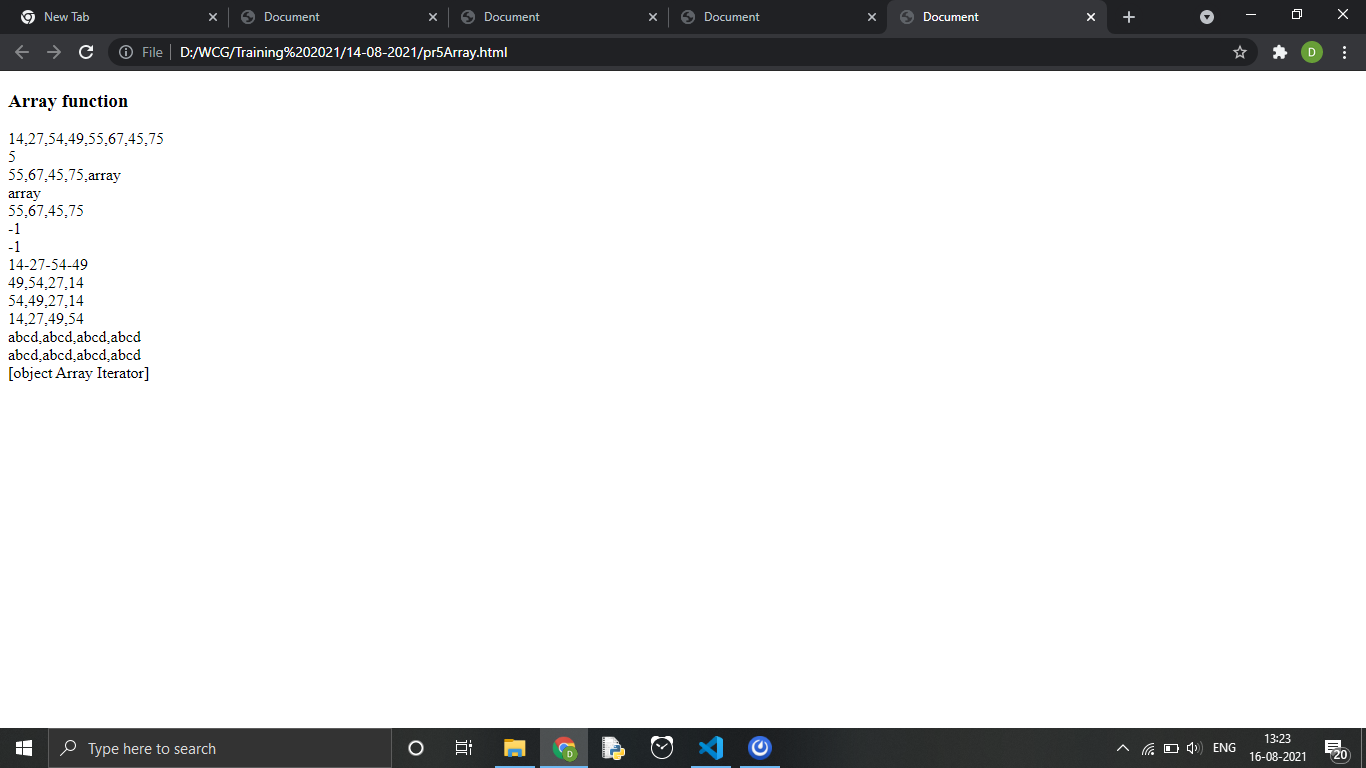 New Tab
Document
Document
Document
Document
File
D:/WCG/Training%202021/14-08-2021/pr5Array.html
D
Array function
14,27,54,49,55,67,45,75
5
55,67,45,75,array
array
55,67,45,75
-1
-1
14-27-54-49
49,54,27,14
54,49,27,14
14,27,49,54
abcd,abcd,abcd,abcd
abcd,abcd,abcd,abcd
[object Array Iterator]
Type here to search
D
ENG
13:23
16-08-2021
20